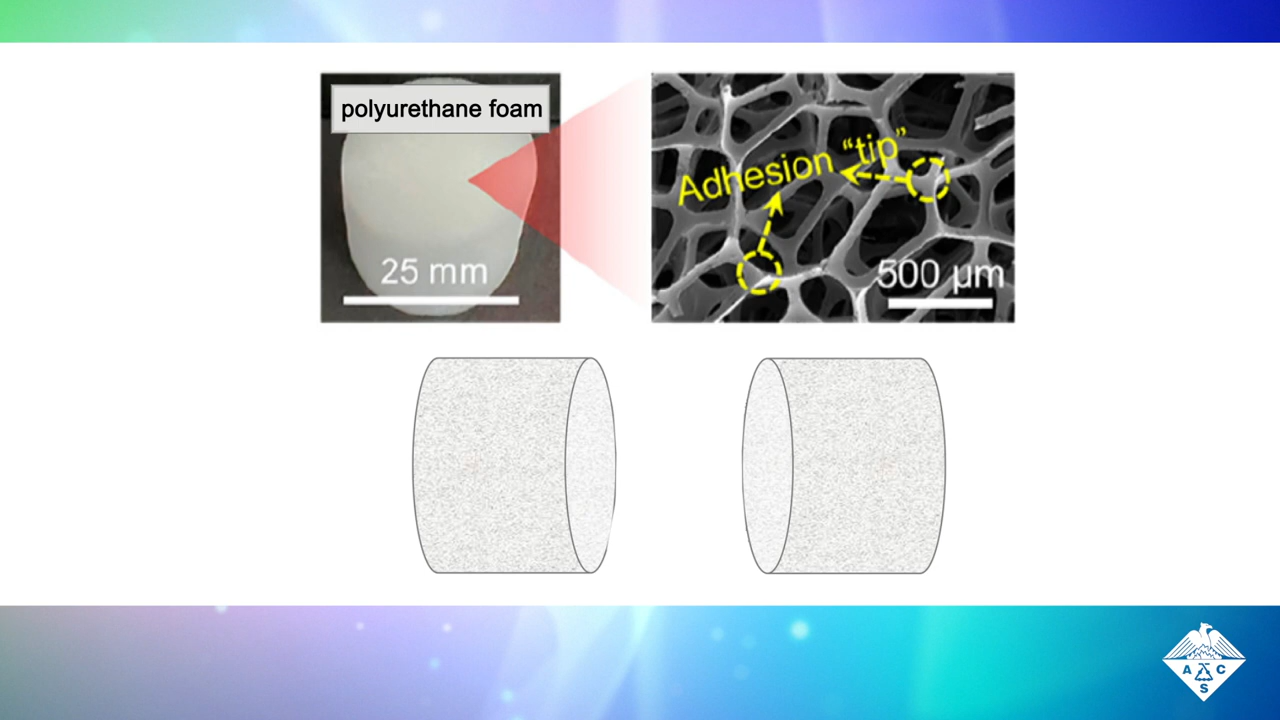 polyurethane foam
25 mm
Adhesion “tip”
500 μm
A C
S